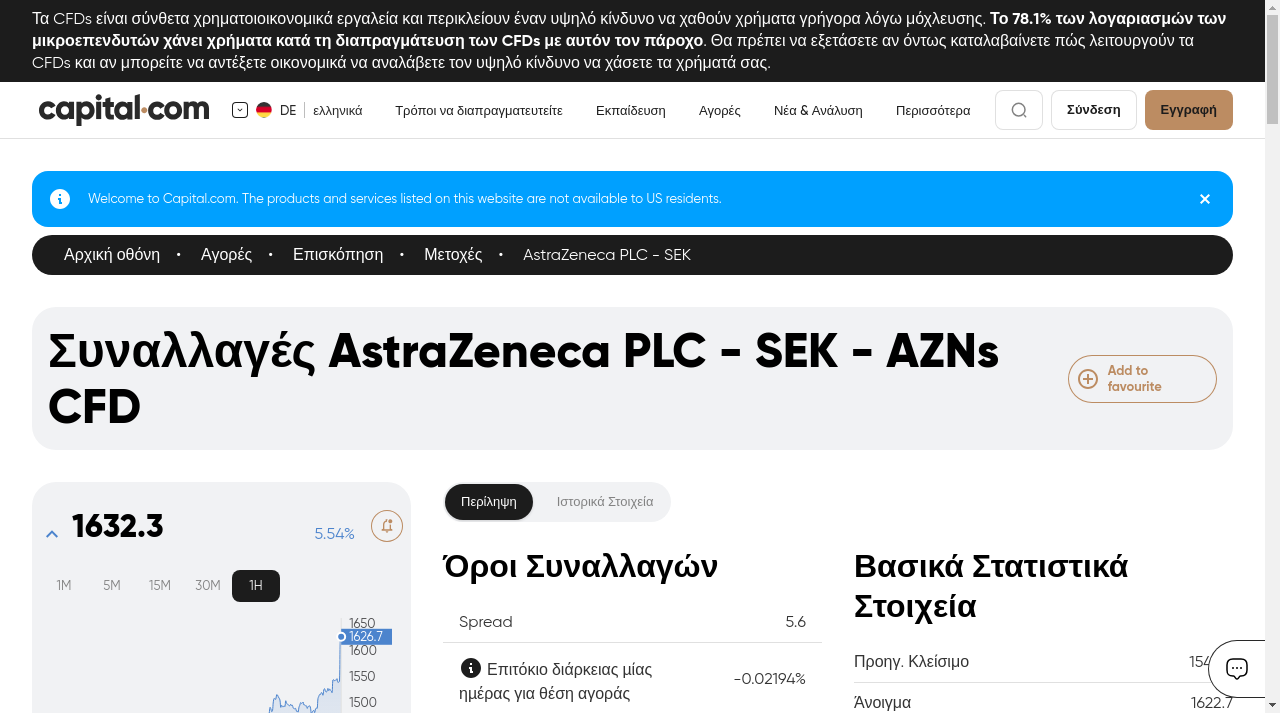 Τα CFDs είναι σύνθετα χρηματοιοικονομικά εργαλεία και περικλείουν έναν υψηλό κίνδυνο να χαθούν χρήματα γρήγορα λόγω μόχλευσης. Το 78.1% των λογαριασμών των
μικροεπενδυτών χάνει χρήματα κατά τη διαπραγμάτευση των CFDs με αυτόν τον πάροχο. Θα πρέπει να εξετάσετε αν όντως καταλαβαίνετε πώς λειτουργούν τα
CFDs και αν μπορείτε να αντέξετε οικονομικά να αναλάβετε τον υψηλό κίνδυνο να χάσετε τα χρήματά σας.
capital.com
DE
ελληνικά
Τρόποι να διαπραγματευτείτε
Εκπαίδευση
Αγορές
Νέα & Ανάλυση
Περισσότερα
Σύνδεση
Εγγραφή
Welcome to Capital.com. The products and services listed on this website are not available to US residents.
Αρχική οθόνη • Αγορές • Επισκόπηση • Μετοχές • AstraZeneca PLC - SEK
Συναλλαγές AstraZeneca PLC - SEK - AZNs
CFD
Add to
favourite
1632.3
5.54%
1M 5M 15M 30M 1H
1650
1626.7
1600
1550
1500
Περίληψη
Ιστορικά Στοιχεία
Όροι Συναλλαγών
Spread 5.6
Επιτόκιο διάρκειας μίας
ημέρας για θέση αγοράς
-0.02194%
Βασικά Στατιστικά
Στοιχεία
Προηγ. Κλείσιμο
Άνοιγμα 1622.7